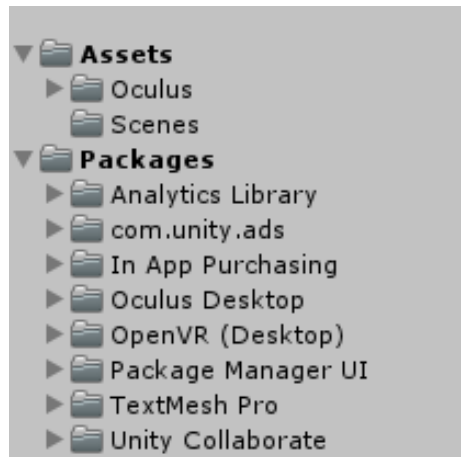 Assets
Oculus
Scenes
Packages
Analytics Library
com.unity.ads
In App Purchasing
Oculus Desktop
OpenVR (Desktop)
Package Manager UI
TextMesh Pro
Unity Collaborate